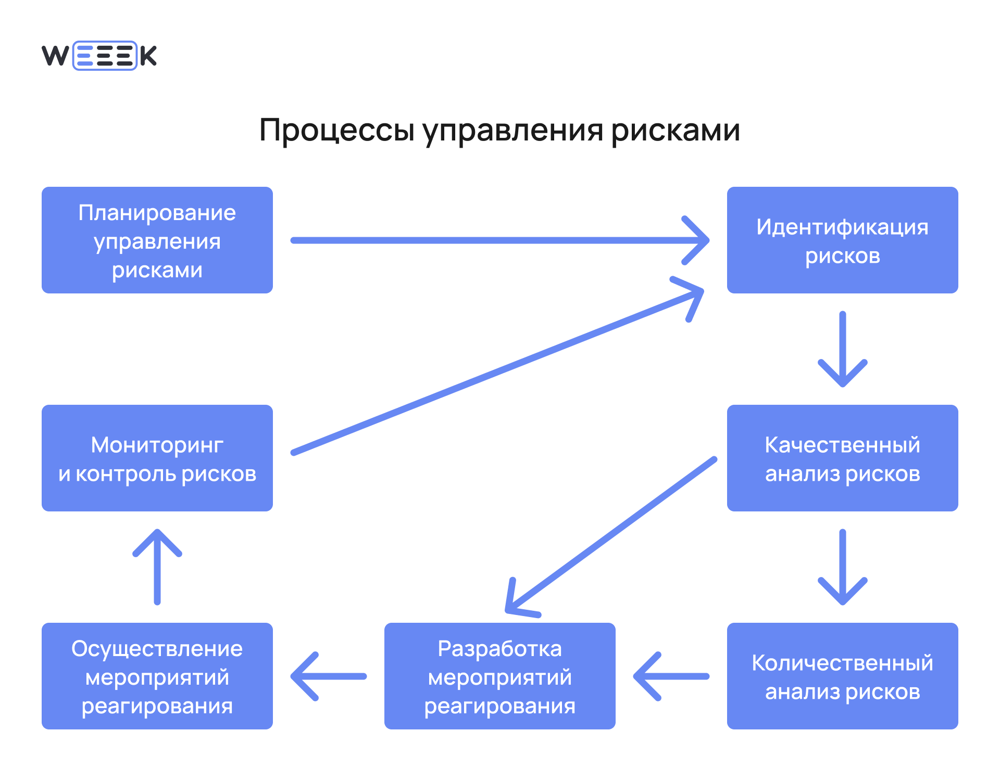 WEEEK
Процессы управления рисками
Планирование
управления
рисками
Идентификация
рисков
Мониторинг
и контроль рисков
Качественный
анализ рисков
Осуществление
мероприятий
реагирования
Разработка
мероприятий
реагирования
Количественный
анализ рисков